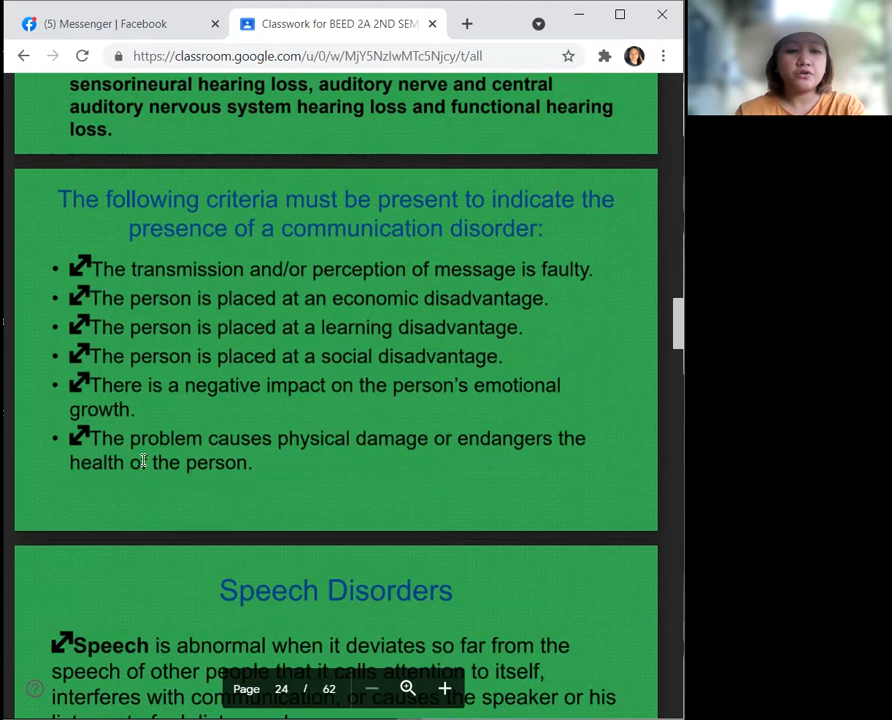 (5) Messenger | Facebook
Classwork for BEED 2A 2ND SEM
https://classroom.google.com/u/0/w/MjY5NzIwMTc5Njcy/t/all
sensorineural hearing loss, auditory nerve and central
auditory nervous system hearing loss and functional hearing
loss.
The following criteria must be present to indicate the
presence of a communication disorder:
• The transmission and/or perception of message is faulty.
• The person is placed at an economic disadvantage.
• The person is placed at a learning disadvantage.
• The person is placed at a social disadvantage.
• There is a negative impact on the person's emotional
growth.
• The problem causes physical damage or endangers the
health of the person.
Speech Disorders
Speech is abnormal when it deviates so far from the
speech of other people that it calls attention to itself,
interferes with communication, or causes the speaker or his
Page 24 / 62